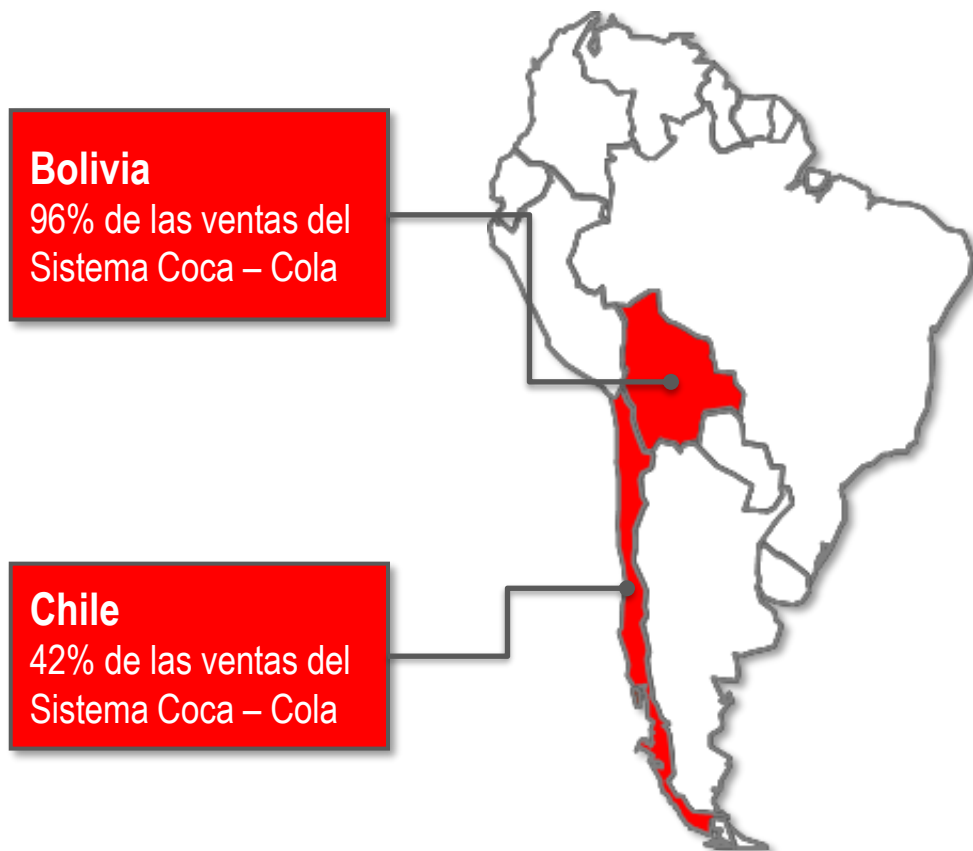 Bolivia
96% de las ventas del
Sistema Coca – Cola
Chile
42% de las ventas del
Sistema Coca – Cola